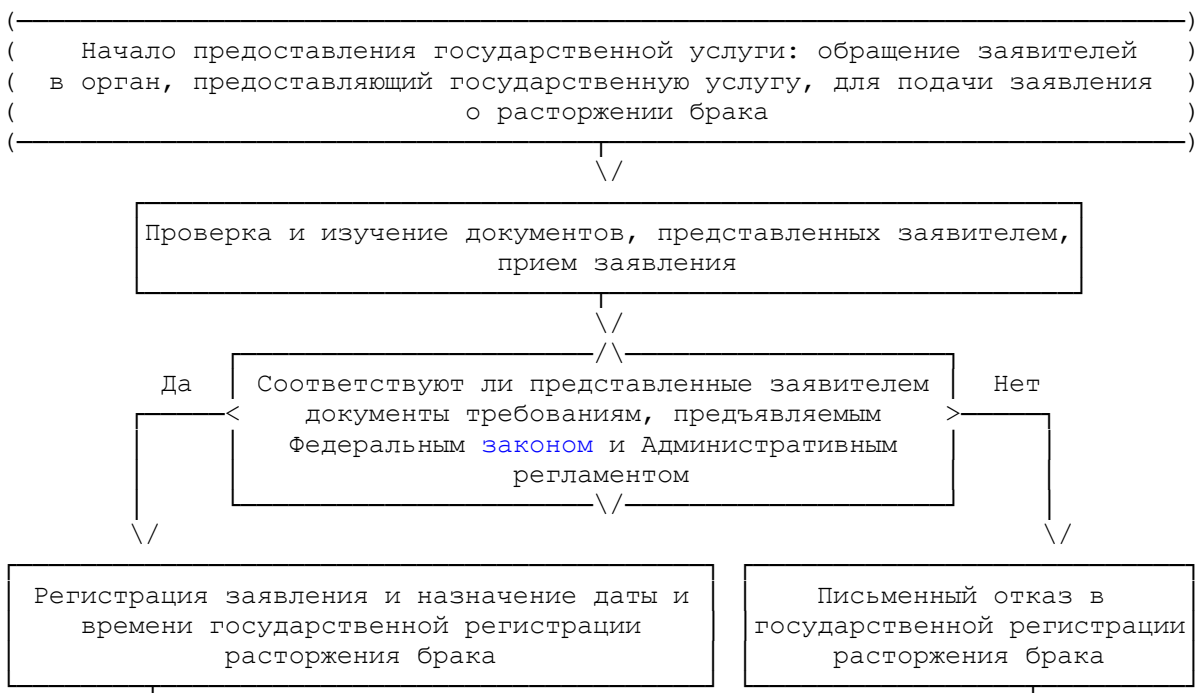 Начало предоставления государственной услуги: обращение заявителей
в орган, предоставляющий государственную услугу, для подачи заявления
о расторжении брака
Проверка и изучение документов, представленных заявителем,
прием заявления
Да
Соответствуют ли представленные заявителем
Нет
документы требованиям, предъявляемым
Федеральным законом и Административным
регламентом
Регистрация заявления и назначение даты и
времени государственной регистрации
расторжения брака
Письменный отказ в
государственной регистрации
расторжения брака